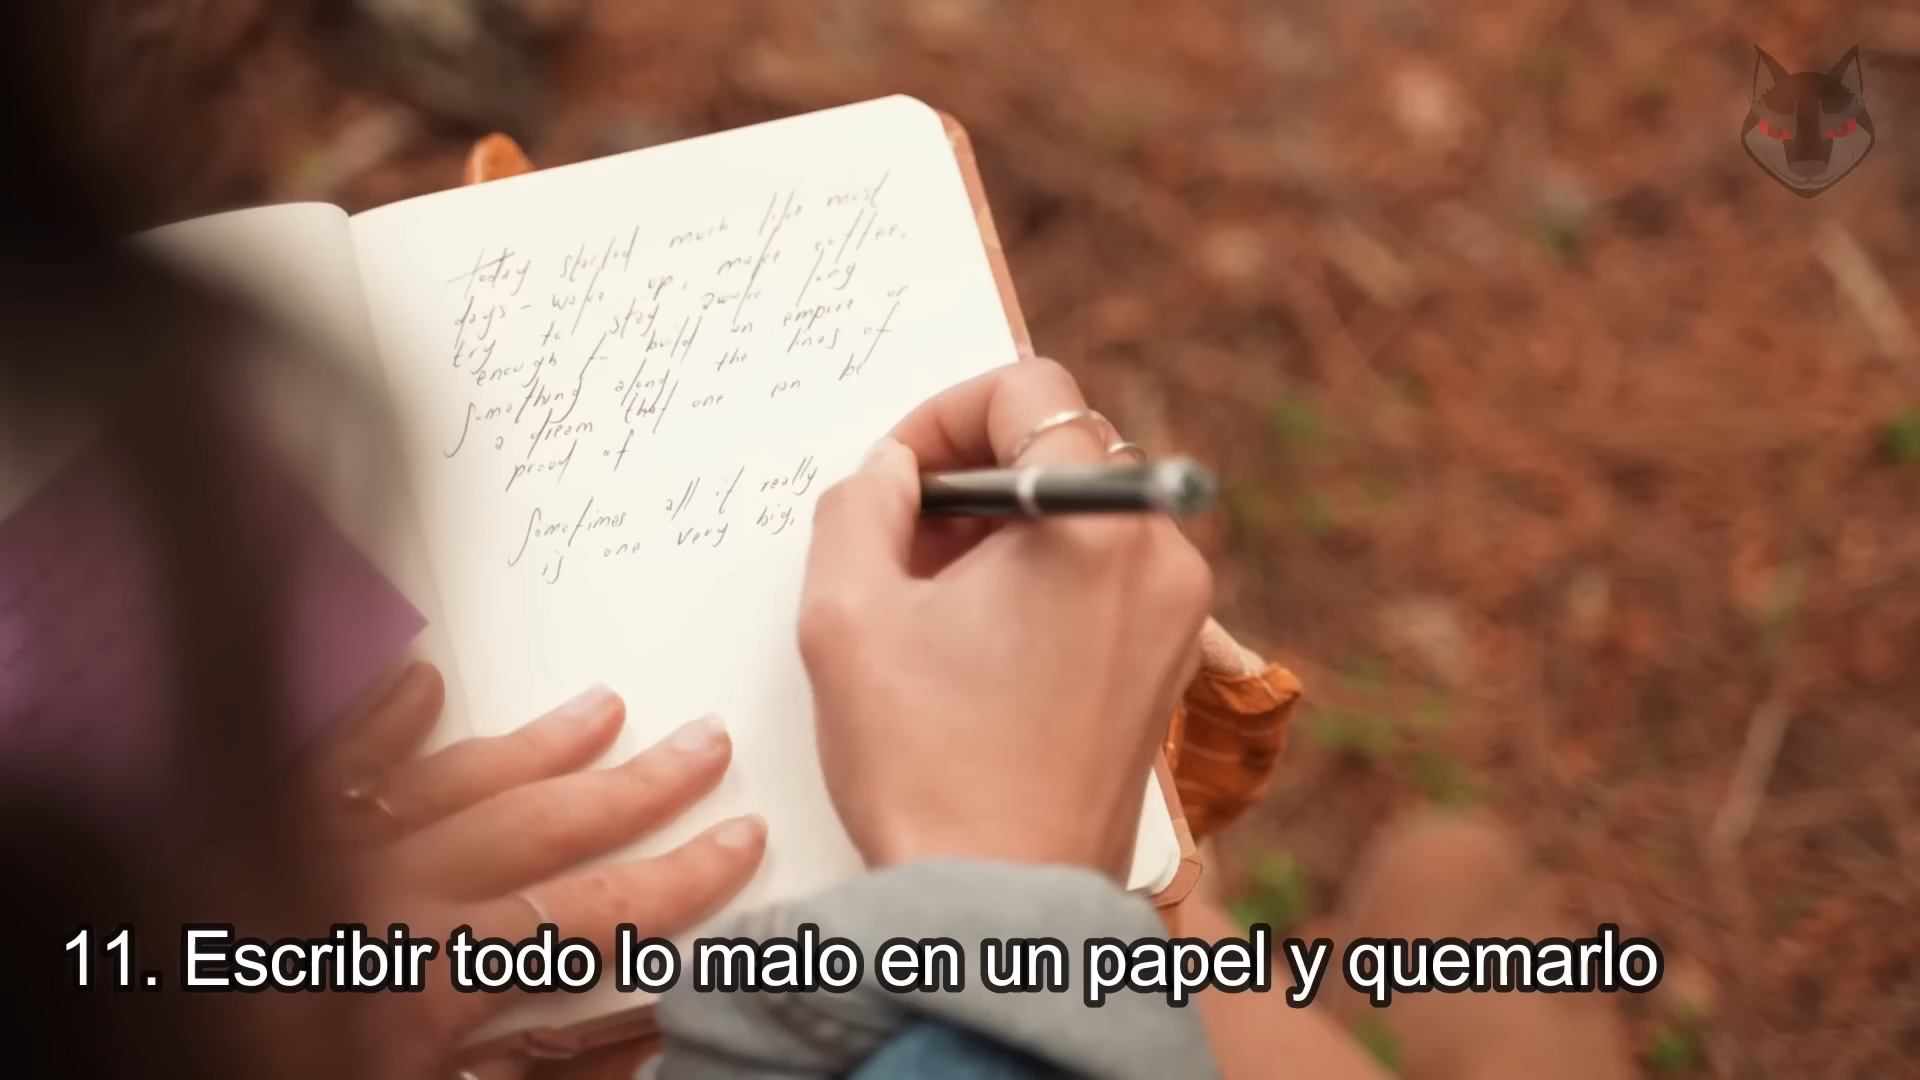 today started much like most
days - wake up, make coffee,
try to stay awake long
enough to build an empire or
something along the lines of
a dream that one can be
proud of
Sometimes all it really
is one very big,
11. Escribir todo lo malo en un papel y quemarlo